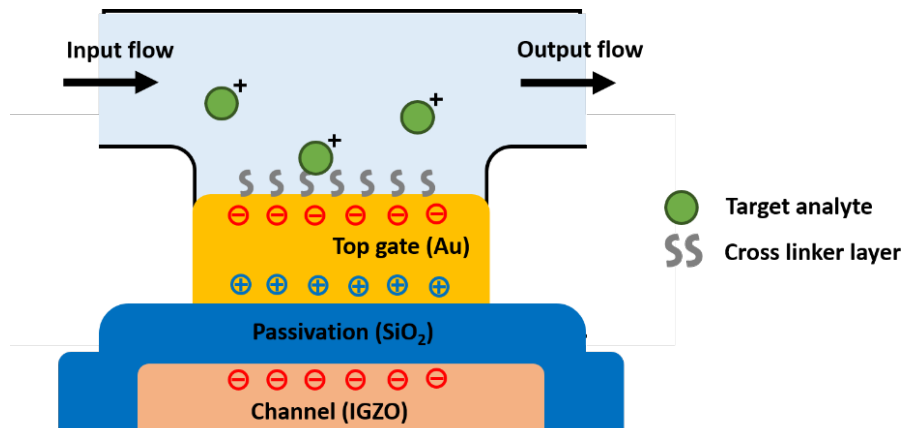 Input flow
Output flow
+
+
+
Target analyte
Top gate (Au)
Cross linker layer
Passivation (SiO₂)
Channel (IGZO)